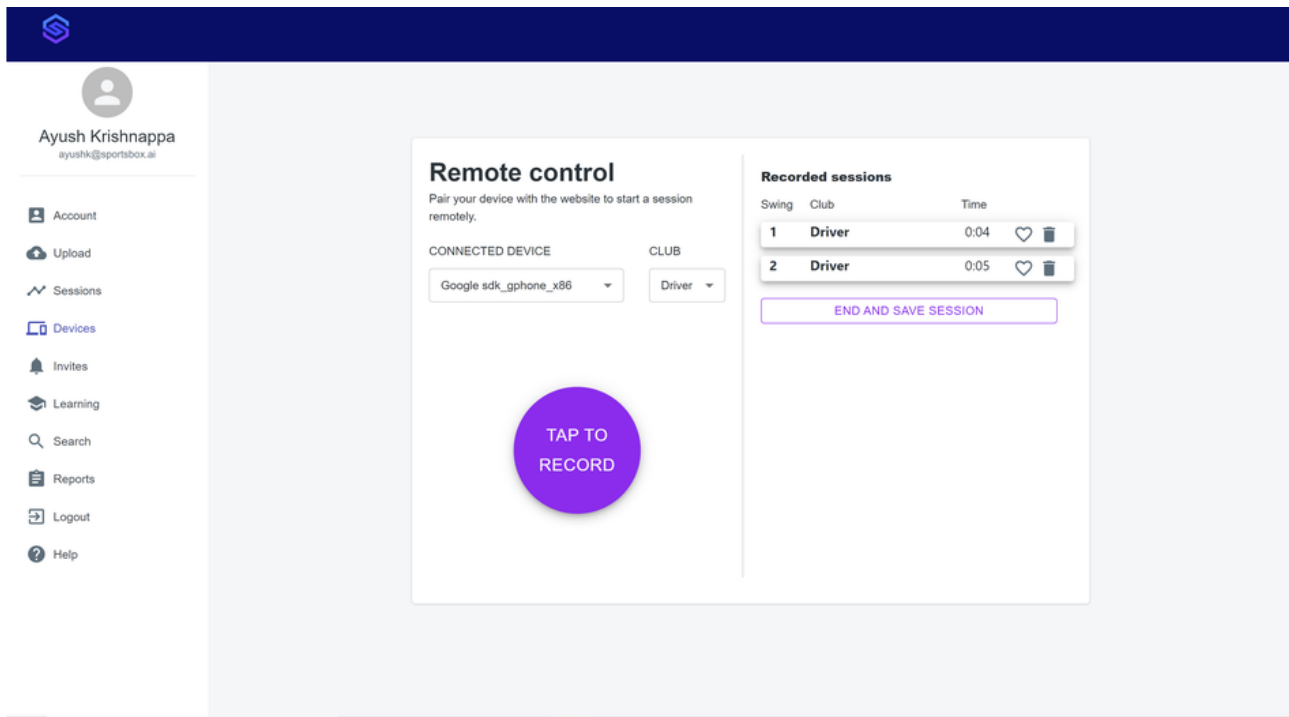 Ayush Krishnappa
ayushk@sportsbox.ai
Account
Upload
Sessions
Devices
Invites
Learning
Search
Reports
Logout
Help
Remote control
Pair your device with the website to start a session
remotely.
CONNECTED DEVICE CLUB
Google sdk_gphone_x86 Driver
TAP TO
RECORD
Recorded sessions
Swing Club Time
1 Driver 0:04
2 Driver 0:05
END AND SAVE SESSION